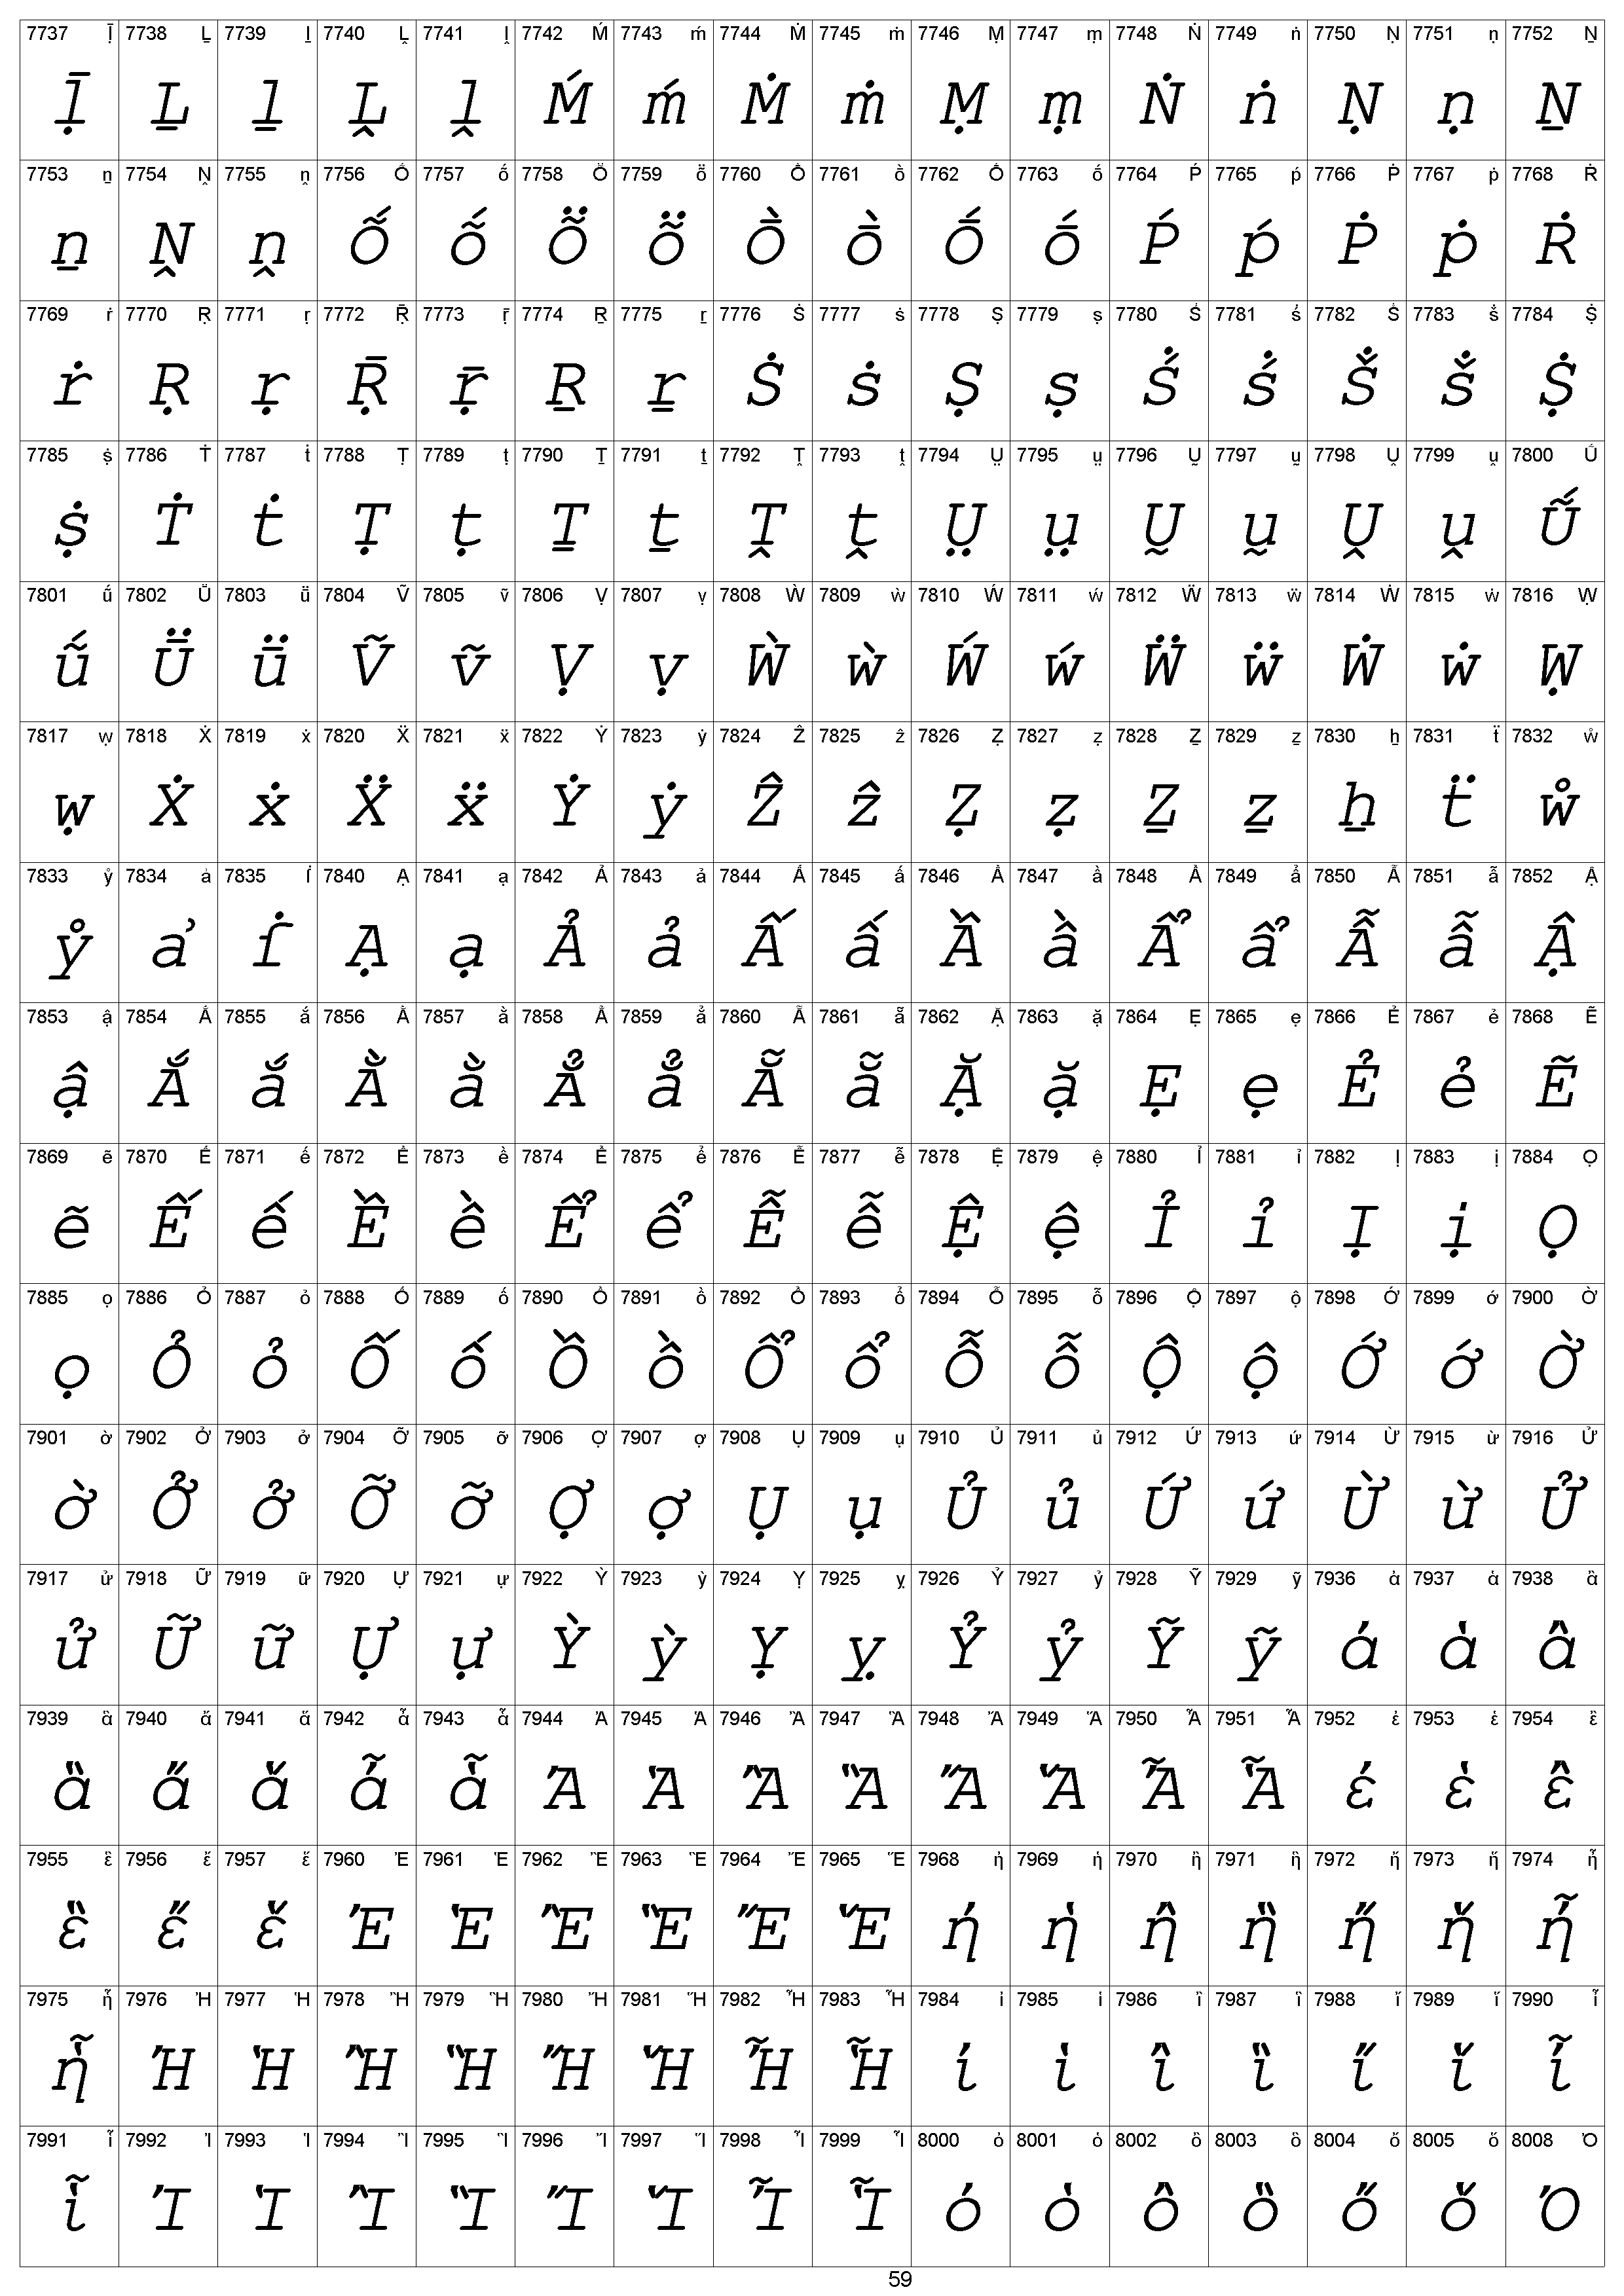 7737 ḹ 7738 Ḻ 7739 ḻ 7740 Ḽ 7741 ḽ 7742 Ḿ 7743 ḿ 7744 Ṁ 7745 ṁ 7746 Ṃ 7747 ṃ 7748 Ṅ 7749 ṅ 7750 Ṇ 7751 ṇ 7752 Ṉ
ḹ Ḻ ḻ Ḽ ḽ Ḿ ḿ Ṁ ṁ Ṃ ṃ Ṅ ṅ Ṇ ṇ Ṉ
7753 ṉ 7754 Ṋ 7755 ṋ 7756 Ṍ 7757 ṍ 7758 Ṏ 7759 ṏ 7760 Ṑ 7761 ṑ 7762 Ṓ 7763 ṓ 7764 Ṕ 7765 ṕ 7766 Ṗ 7767 ṗ 7768 Ṙ
ṉ Ṋ ṋ Ṍ ṍ Ṏ ṏ Ṑ ṑ Ṓ ṓ Ṕ ṕ Ṗ ṗ Ṙ
7769 ṙ 7770 Ṛ 7771 ṛ 7772 Ṝ 7773 ṝ 7774 Ṟ 7775 ṟ 7776 Ṡ 7777 ṡ 7778 Ṣ 7779 ṣ 7780 Ṥ 7781 ṥ 7782 Ṧ 7783 ṧ 7784 Ṩ
ṙ Ṛ ṛ Ṝ ṝ Ṟ ṟ Ṡ ṡ Ṣ ṣ Ṥ ṥ Ṧ ṧ Ṩ
7785 ṩ 7786 Ṫ 7787 ṫ 7788 Ṭ 7789 ṭ 7790 Ṯ 7791 ṯ 7792 Ṱ 7793 ṱ 7794 Ṳ 7795 ṳ 7796 Ṵ 7797 ṵ 7798 Ṷ 7799 ṷ 7800 Ṹ
ṩ Ṫ ṫ Ṭ ṭ Ṯ ṯ Ṱ ṱ Ṳ ṳ Ṵ ṵ Ṷ ṷ Ṹ
7801 ṹ 7802 Ṻ 7803 ṻ 7804 Ṽ 7805 ṽ 7806 Ṿ 7807 ṿ 7808 Ẁ 7809 ẁ 7810 Ẃ 7811 ẃ 7812 Ẅ 7813 ẅ 7814 Ẇ 7815 ẇ 7816 Ẉ
ṹ Ṻ ṻ Ṽ ṽ Ṿ ṿ Ẁ ẁ Ẃ ẃ Ẅ ẅ Ẇ ẇ Ẉ
7817 ẉ 7818 Ẋ 7819 ẋ 7820 Ẍ 7821 ẍ 7822 Ẏ 7823 ẏ 7824 Ẑ 7825 ẑ 7826 Ẓ 7827 ẓ 7828 Ẕ 7829 ẕ 7830 ẖ 7831 ẗ 7832 ẘ
ẉ Ẋ ẋ Ẍ ẍ Ẏ ẏ Ẑ ẑ Ẓ ẓ Ẕ ẕ ẖ ẗ ẘ
7833 ẙ 7834 ẚ 7835 ẛ 7840 Ạ 7841 ạ 7842 Ả 7843 ả 7844 Ấ 7845 ấ 7846 Ầ 7847 ầ 7848 Ẩ 7849 ẩ 7850 Ẫ 7851 ẫ 7852 Ậ
ẙ ẚ ẛ Ạ ạ Ả ả Ấ ấ Ầ ầ Ẩ ẩ Ẫ ẫ Ậ
7853 ậ 7854 Ắ 7855 ắ 7856 Ằ 7857 ằ 7858 Ẳ 7859 ẳ 7860 Ẵ 7861 ẵ 7862 Ặ 7863 ặ 7864 Ẹ 7865 ẹ 7866 Ẻ 7867 ẻ 7868 Ẽ
ậ Ắ ắ Ằ ằ Ẳ ẳ Ẵ ẵ Ặ ặ Ẹ ẹ Ẻ ẻ Ẽ
7869 ẽ 7870 Ế 7871 ế 7872 Ề 7873 ề 7874 Ể 7875 ể 7876 Ễ 7877 ễ 7878 Ệ 7879 ệ 7880 Ỉ 7881 ỉ 7882 Ị 7883 ị 7884 Ọ
ẽ Ế ế Ề ề Ể ể Ễ ễ Ệ ệ Ỉ ỉ Ị ị Ọ
7885 ọ 7886 Ỏ 7887 ỏ 7888 Ố 7889 ố 7890 Ồ 7891 ồ 7892 Ổ 7893 ổ 7894 Ỗ 7895 ỗ 7896 Ộ 7897 ộ 7898 Ớ 7899 ớ 7900 Ờ
ọ Ỏ ỏ Ố ố Ồ ồ Ổ ổ Ỗ ỗ Ộ ộ Ớ ớ Ờ
7901 ờ 7902 Ở 7903 ở 7904 Ỡ 7905 ỡ 7906 Ợ 7907 ợ 7908 Ụ 7909 ụ 7910 Ủ 7911 ủ 7912 Ứ 7913 ứ 7914 Ừ 7915 ừ 7916 Ử
ờ Ở ở Ỡ ỡ Ợ ợ Ụ ụ Ủ ủ Ứ ứ Ừ ừ Ử
7917 ử 7918 Ữ 7919 ữ 7920 Ự 7921 ự 7922 Ỳ 7923 ỳ 7924 Ỵ 7925 ỵ 7926 Ỷ 7927 ỷ 7928 Ỹ 7929 ỹ 7936 ἀ 7937 ἁ 7938 ἂ
ử Ữ ữ Ự ự Ỳ ỳ Ỵ ỵ Ỷ ỷ Ỹ ỹ ἀ ἁ ἂ
7939 ἃ 7940 ἄ 7941 ἅ 7942 ἆ 7943 ἇ 7944 Ἀ 7945 Ἁ 7946 Ἂ 7947 Ἃ 7948 Ἄ 7949 Ἅ 7950 Ἆ 7951 Ἇ 7952 ἐ 7953 ἑ 7954 ἒ
ἃ ἄ ἅ ἆ ἇ Ἀ Ἁ Ἂ Ἃ Ἄ Ἅ Ἆ Ἇ ἐ ἑ ἒ
7955 ἓ 7956 ἔ 7957 ἕ 7960 Ἐ 7961 Ἑ 7962 Ἒ 7963 Ἓ 7964 Ἔ 7965 Ἕ 7968 ἠ 7969 ἡ 7970 ἢ 7971 ἣ 7972 ἤ 7973 ἥ 7974 ἦ
ἓ ἔ ἕ Ἐ Ἑ Ἒ Ἓ Ἔ Ἕ ἠ ἡ ἢ ἣ ἤ ἥ ἦ
7975 ἧ 7976 Ἠ 7977 Ἡ 7978 Ἢ 7979 Ἣ 7980 Ἤ 7981 Ἥ 7982 Ἦ 7983 Ἧ 7984 ἰ 7985 ἱ 7986 ἲ 7987 ἳ 7988 ἴ 7989 ἵ 7990 ἶ
ἧ Ἠ Ἡ Ἢ Ἣ Ἤ Ἥ Ἦ Ἧ ἰ ἱ ἲ ἳ ἴ ἵ ἶ
7991 ἷ 7992 Ἰ 7993 Ἱ 7994 Ἲ 7995 Ἳ 7996 Ἴ 7997 Ἵ 7998 Ἶ 7999 Ἷ 8000 ὀ 8001 ὁ 8002 ὂ 8003 ὃ 8004 ὄ 8005 ὅ 8008 Ὀ
ἷ Ἰ Ἱ Ἲ Ἳ Ἴ Ἵ Ἶ Ἷ ὀ ὁ ὂ ὃ ὄ ὅ Ὀ
59